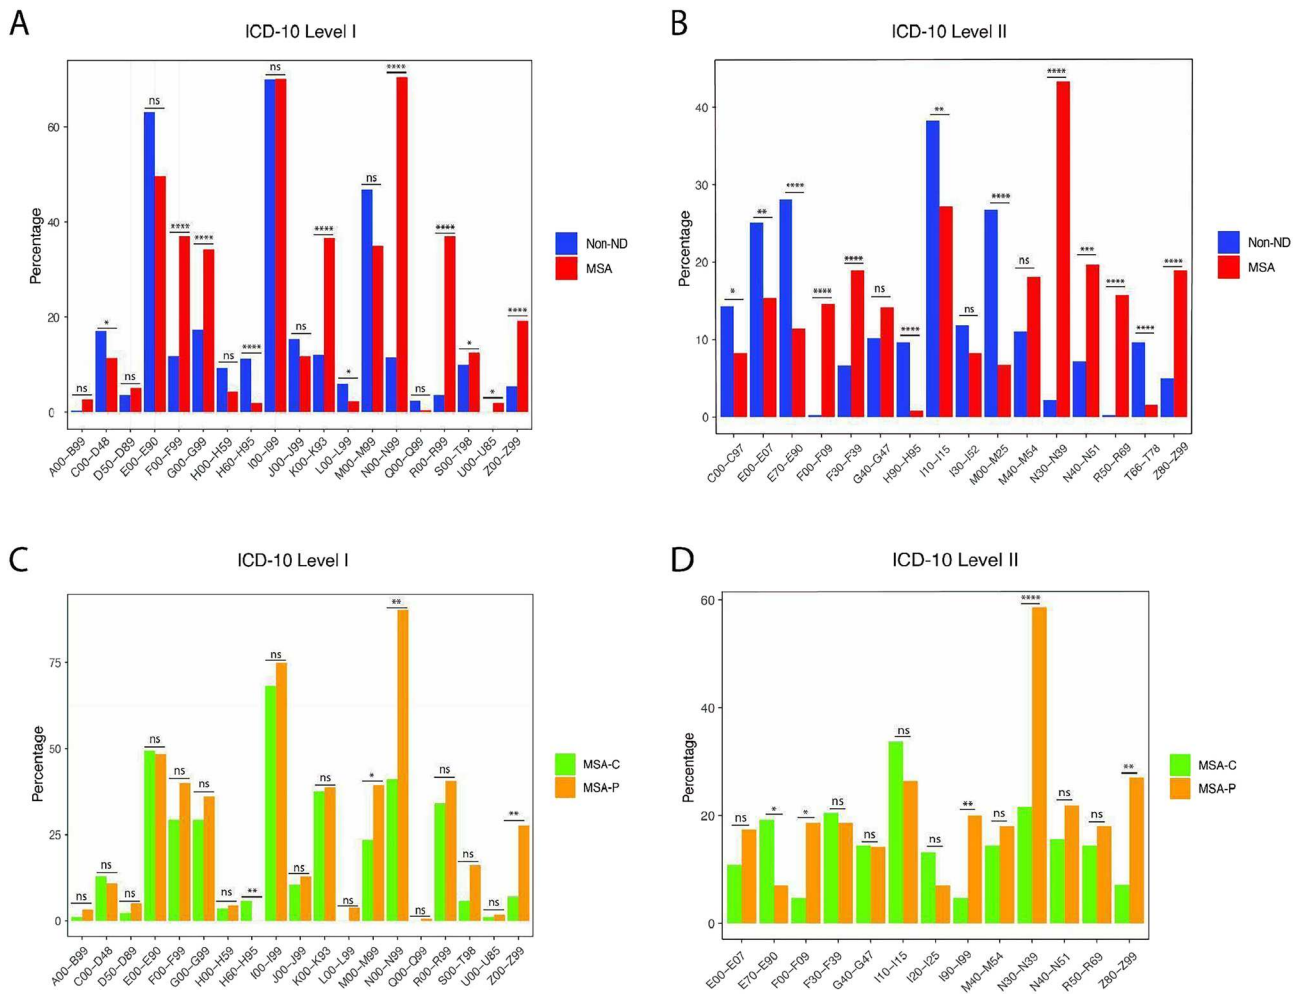 A
ICD-10 Level I
Percentage
60
40
20
0
ns
*
ns
ns
****
****
ns
****
ns
ns
****
*
ns
****
ns
****
*
*
****
A00–B99
C00–D48
D50–D89
E00–E90
F00–F99
G00–G99
H00–H59
H60–H95
I00–I99
J00–J99
K00–K93
L00–L99
M00–M99
N00–N99
Q00–Q99
R00–R99
S00–T98
U00–U85
Z00–Z99
Non-ND
MSA
B
ICD-10 Level II
Percentage
40
30
20
10
0
*
**
****
****
****
ns
****
**
ns
****
ns
****
***
****
****
****
C00–C97
E00–E07
E70–E90
F00–F09
F30–F39
G40–G47
H90–H95
I10–I15
I30–I52
M00–M25
M40–M54
N30–N39
N40–N51
R50–R69
T66–T78
Z80–Z99
Non-ND
MSA
C
ICD-10 Level I
Percentage
75
50
25
0
ns
ns
ns
ns
ns
ns
ns
**
ns
ns
ns
ns
*
**
ns
ns
ns
ns
**
A00–B99
C00–D48
D50–D89
E00–E90
F00–F99
G00–G99
H00–H59
H60–H95
I00–I99
J00–J99
K00–K93
L00–L99
M00–M99
N00–N99
Q00–Q99
R00–R99
S00–T98
U00–U85
Z00–Z99
MSA-C
MSA-P
D
ICD-10 Level II
Percentage
60
40
20
0
ns
*
*
ns
ns
ns
ns
**
ns
****
ns
ns
**
E00–E07
E70–E90
F00–F09
F30–F39
G40–G47
I10–I15
I20–I25
I90–I99
M40–M54
N30–N39
N40–N51
R50–R69
Z80–Z99
MSA-C
MSA-P